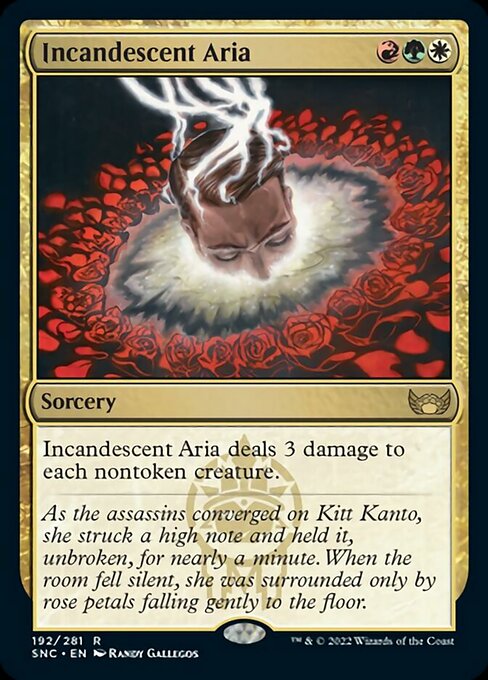 Incandescent Aria
Sorcery
Incandescent Aria deals 3 damage to
each nontoken creature.
As the assassins converged on Kitt Kanto,
she struck a high note and held it,
unbroken, for nearly a minute. When the
room fell silent, she was surrounded only by
rose petals falling gently to the floor.
192/281 R
SNC • EN Randy Gallegos
™ & © 2022 Wizards of the Coast